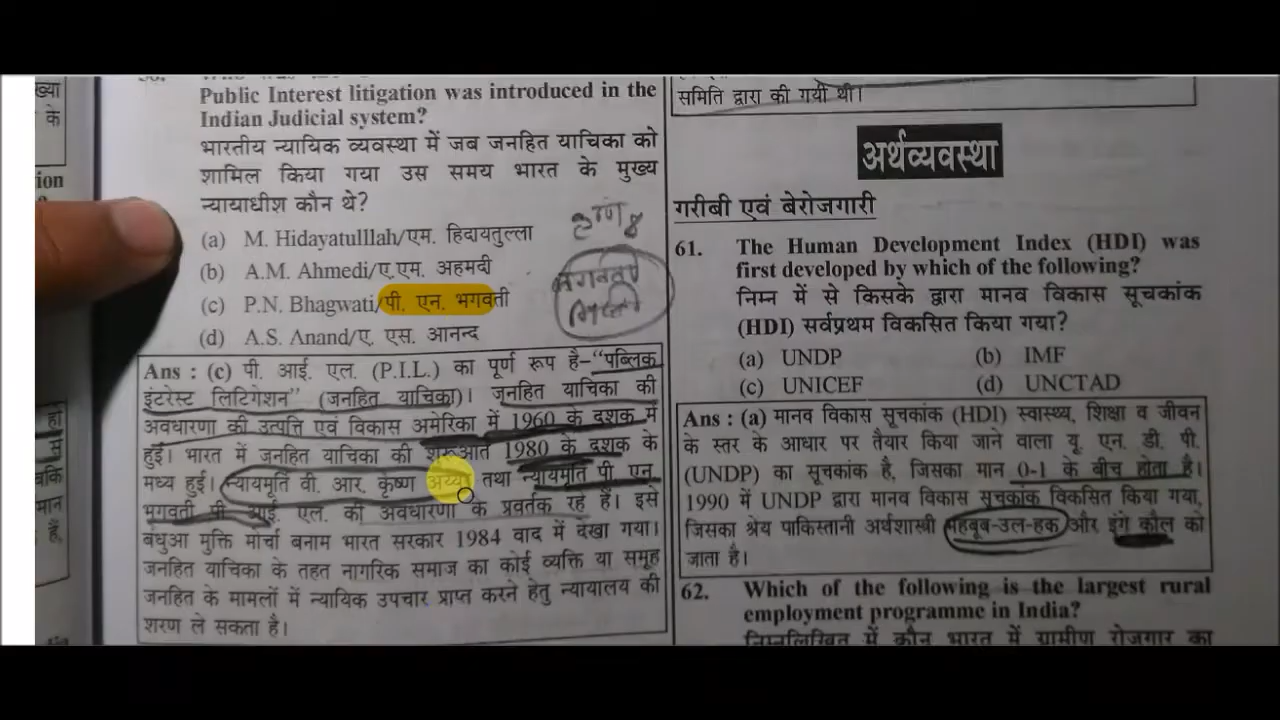 ख्या
के
ion
Public Interest litigation was introduced in the
Indian Judicial system?
भारतीय न्यायिक व्यवस्था में जब जनहित याचिका को
शामिल किया गया उस समय भारत के मुख्य
न्यायाधीश कौन थे?
(a) M. Hidayatulllah/एम. हिदायतुल्ला
(b) A.M. Ahmedi/ए.एम. अहमदी
(c) P.N. Bhagwati/पी. एन. भगवती
(d) A.S. Anand/ए. एस. आनन्द
Ans : (c) पी. आई. एल. (P.I.L.) का पूर्ण रूप है–"पब्लिक
इंटरेस्ट लिटिगेशन" (जनहित याचिका)। जनहित याचिका की
अवधारणा की उत्पत्ति एवं विकास अमेरिका में 1960 के दशक में
हुई। भारत में जनहित याचिका की शुरूआत 1980 के दशक के
मध्य हुई। न्यायमूर्ति वी. आर. कृष्ण अय्यर तथा न्यायमूर्ति पी. एन.
भगवती पी. आई. एल. की अवधारणा के प्रवर्तक रहे हैं। इसे
बंधुआ मुक्ति मोर्चा बनाम भारत सरकार 1984 वाद में देखा गया।
जनहित याचिका के तहत नागरिक समाज का कोई व्यक्ति या समूह
जनहित के मामलों में न्यायिक उपचार प्राप्त करने हेतु न्यायालय की
शरण ले सकता है।
समिति द्वारा की गयी थी।
अर्थव्यवस्था
गरीबी एवं बेरोजगारी
61. The Human Development Index (HDI) was
first developed by which of the following?
निम्न में से किसके द्वारा मानव विकास सूचकांक
(HDI) सर्वप्रथम विकसित किया गया?
(a) UNDP (b) IMF
(c) UNICEF (d) UNCTAD
Ans : (a) मानव विकास सूचकांक (HDI) स्वास्थ्य, शिक्षा व जीवन
के स्तर के आधार पर तैयार किया जाने वाला यू. एन. डी. पी.
(UNDP) का सूचकांक है, जिसका मान 0-1 के बीच होता है।
1990 में UNDP द्वारा मानव विकास सूचकांक विकसित किया गया,
जिसका श्रेय पाकिस्तानी अर्थशास्त्री महबूब-उल-हक और इंगे कौल को
जाता है।
62. Which of the following is the largest rural
employment programme in India?
निम्नलिखित में कौन भारत में ग्रामीण रोजगार का